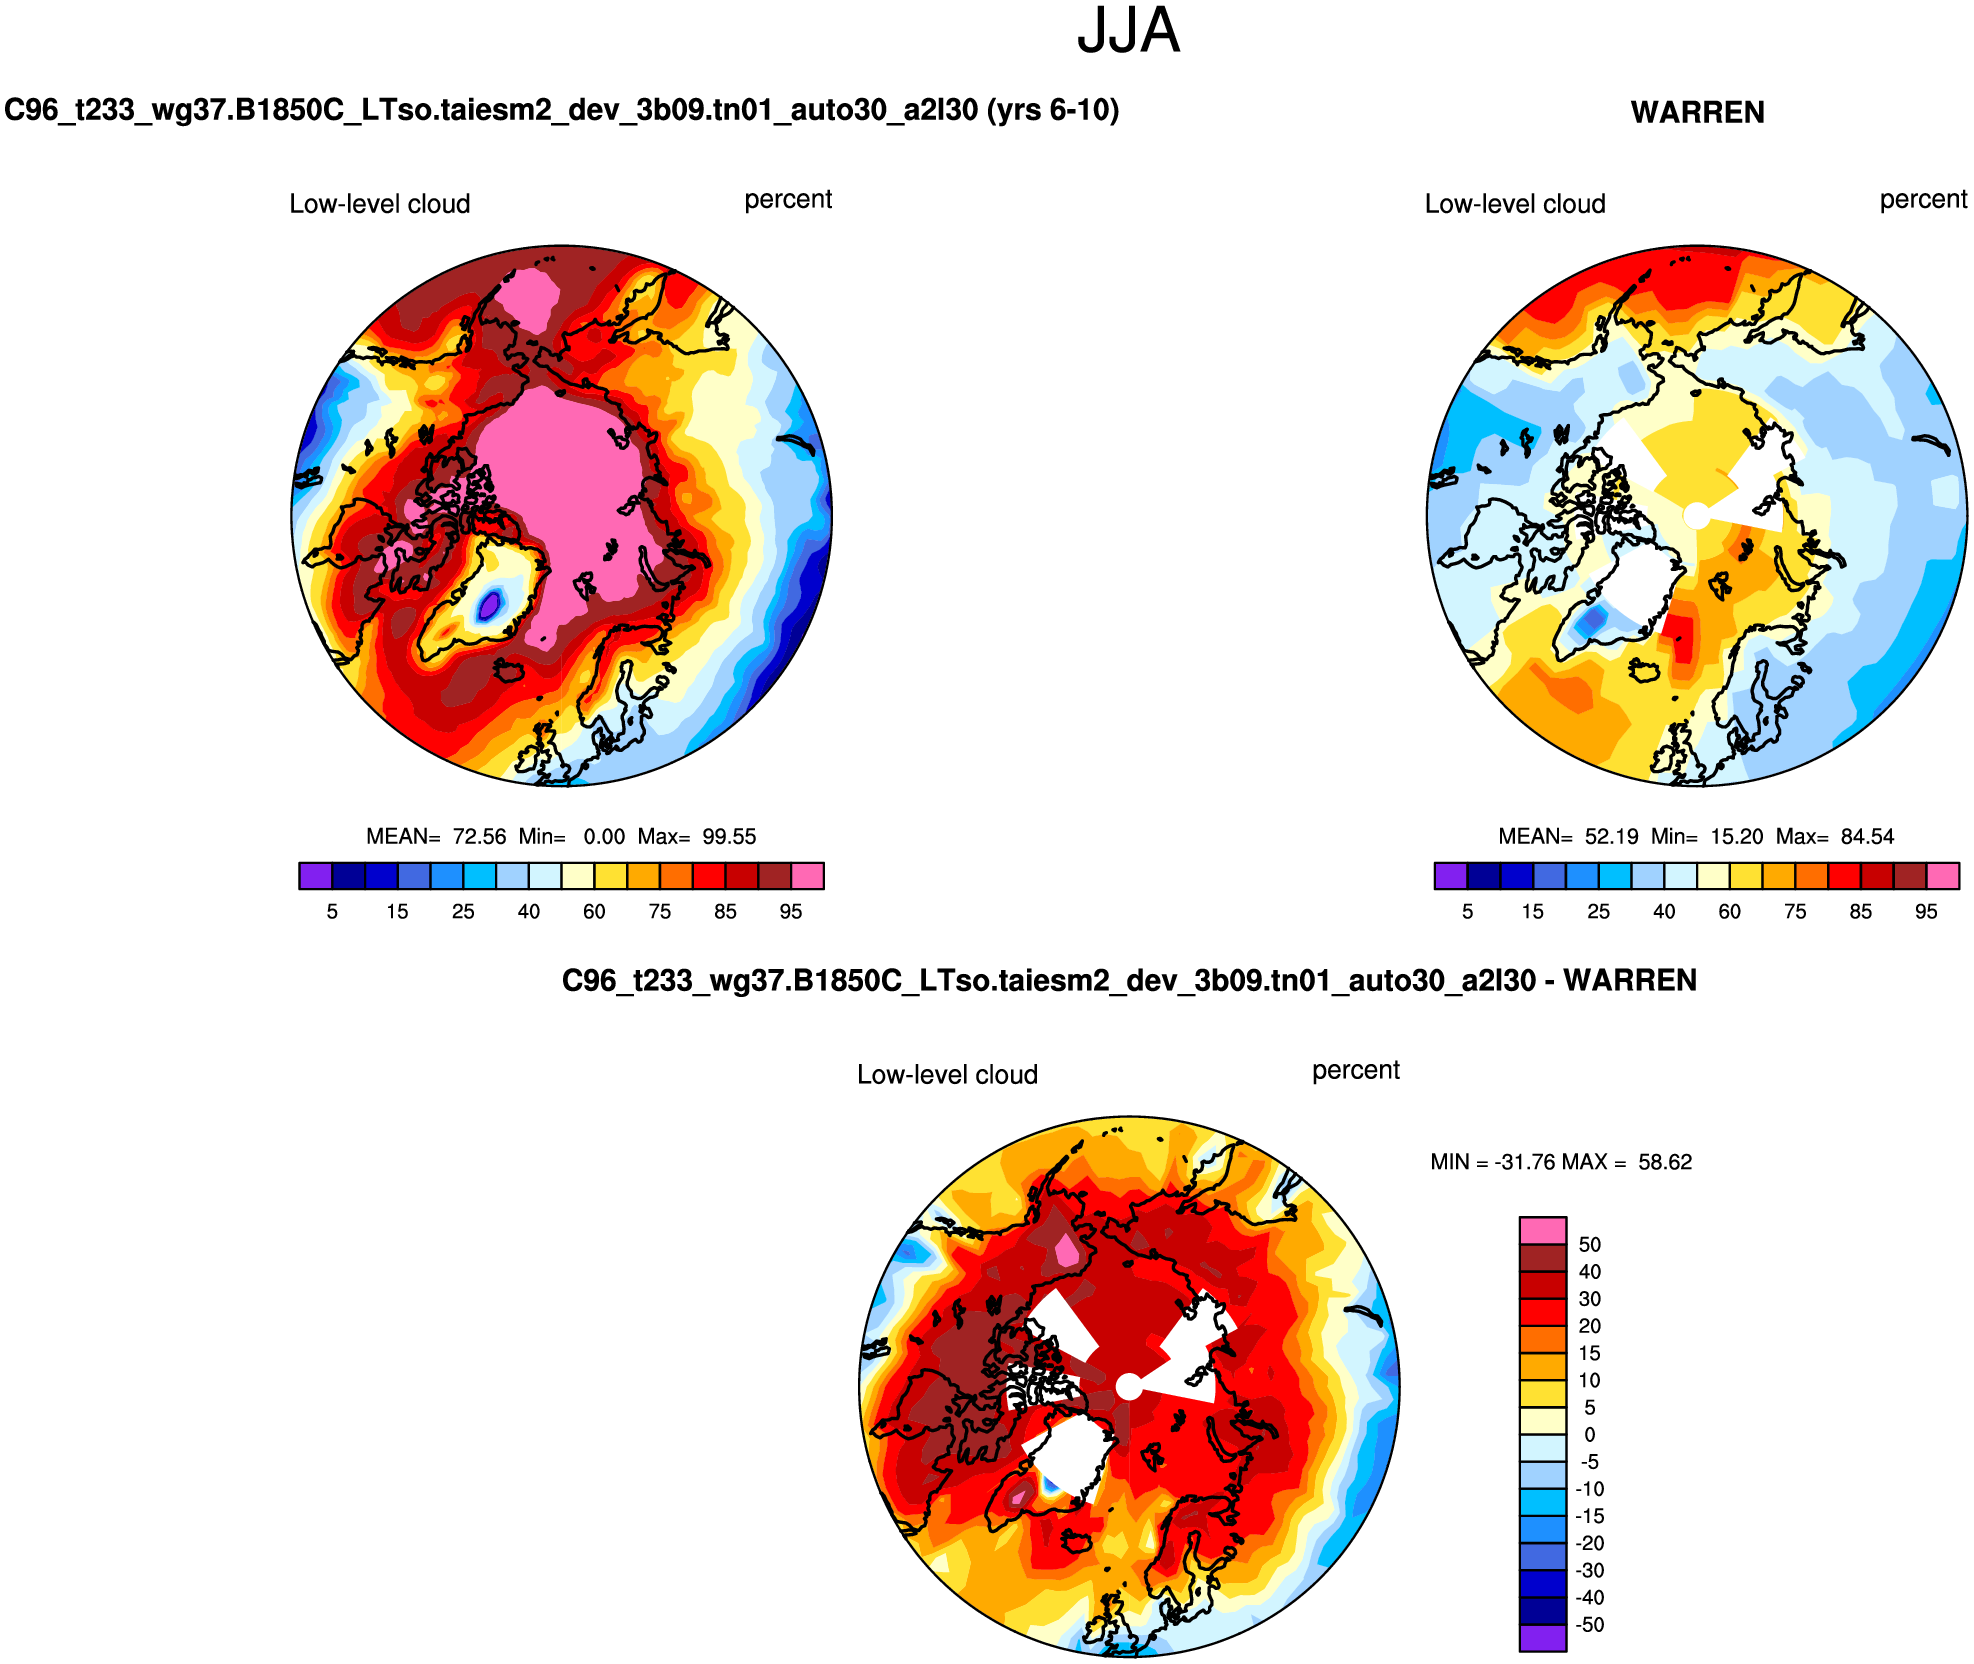 JJA
C96_t233_wg37.B1850C_LTso.taiesm2_dev_3b09.tn01_auto30_a2l30 (yrs 6-10)
WARREN
Low-level cloud percent
Low-level cloud percent
MEAN= 72.56 Min= 0.00 Max= 99.55
MEAN= 52.19 Min= 15.20 Max= 84.54
5 15 25 40 60 75 85 95
5 15 25 40 60 75 85 95
C96_t233_wg37.B1850C_LTso.taiesm2_dev_3b09.tn01_auto30_a2l30 - WARREN
Low-level cloud percent
MIN = -31.76 MAX = 58.62
50
40
30
20
15
10
5
0
-5
-10
-15
-20
-30
-40
-50